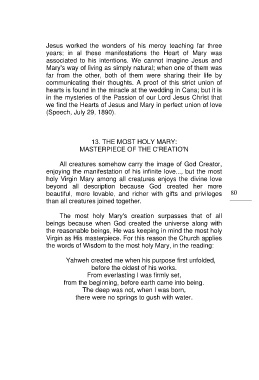 Jesus worked the wonders of his mercy teaching far three
years; in al these manifestations the Heart of Mary was
associated to his intentions. We cannot imagine Jesus and
Mary's way of living as simply natural; when one of them was
far from the other, both of them were sharing their life by
communicating their thoughts. A proof of this strict union of
hearts is found in the miracle at the wedding in Cana; but it is
in the mysteries of the Passion of our Lord Jesus Christ that
we find the Hearts of Jesus and Mary in perfect union of love
(Speech, July 29, 1890).
13. THE MOST HOLY MARY:
MASTERPIECE OF THE C'REATIO'N
All creatures somehow carry the image of God Creator,
enjoying the manifestation of his infinite love..., but the most
holy Virgin Mary among all creatures enjoys the divine love
beyond all description because God created her more
beautiful, more lovable, and richer with gifts and privileges
than all creatures joined together.
80
The most holy Mary's creation surpasses that of all
beings because when God created the universe along with
the reasonable beings, He was keeping in mind the most holy
Virgin as His masterpiece. For this reason the Church applies
the words of Wisdom to the most holy Mary, in the reading:
Yahweh created me when his purpose first unfolded,
before the oldest of his works.
From everlasting I was firmly set,
from the beginning, before earth came into being.
The deep was not, when I was born,
there were no springs to gush with water.